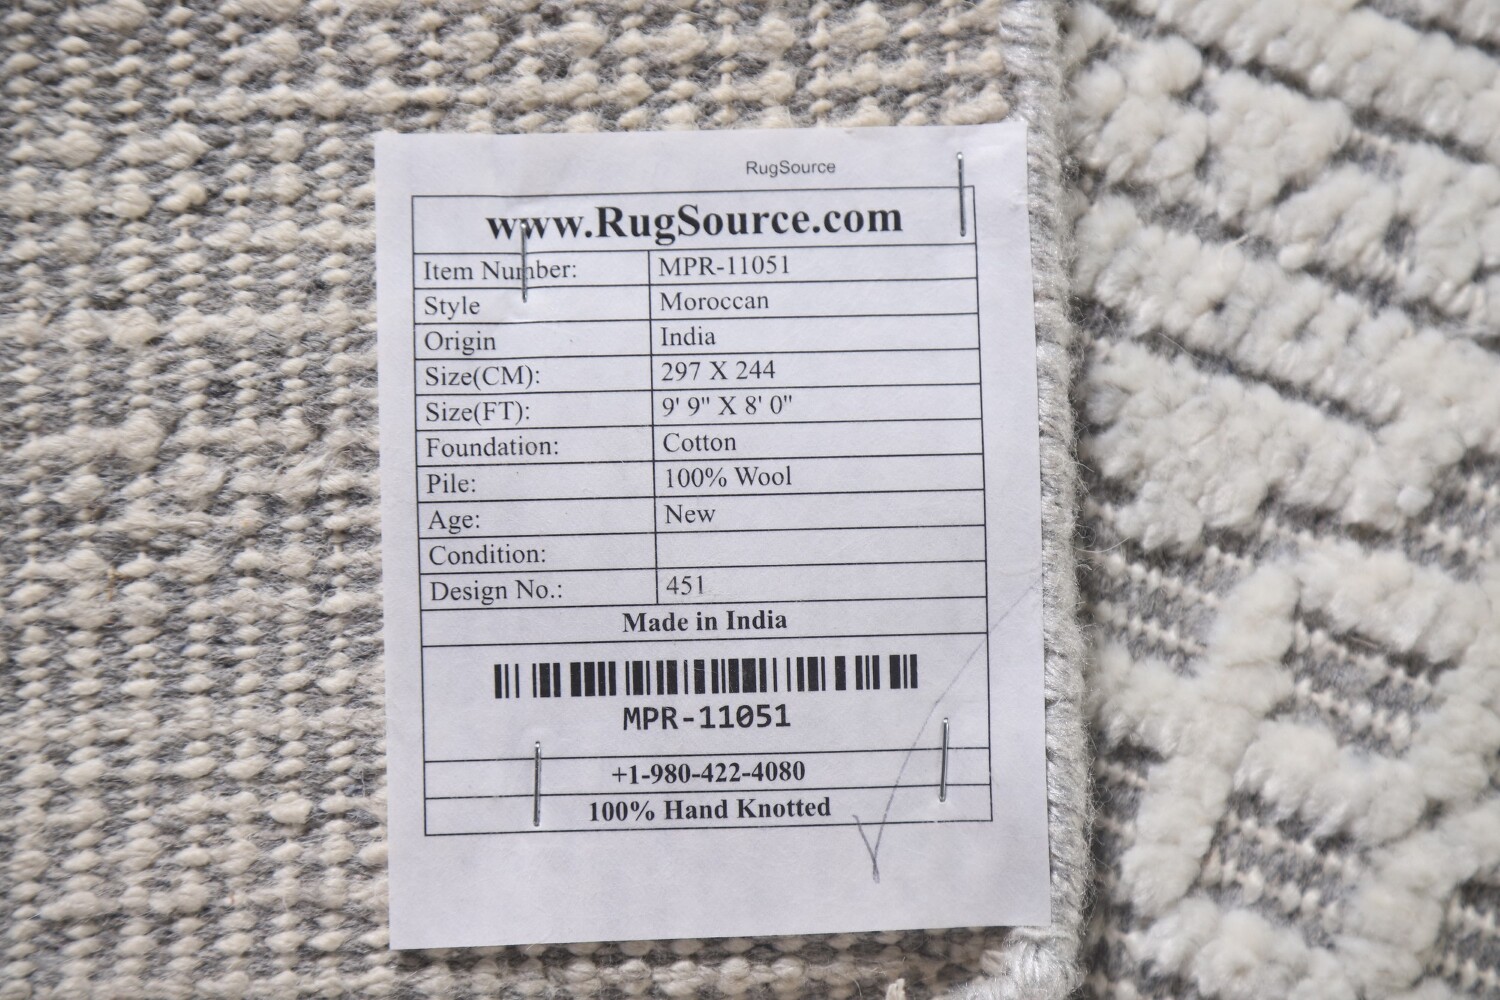 RugSource
www.RugSource.com
Item Number: MPR-11051
Style Moroccan
Origin India
Size(CM): 297 X 244
Size(FT): 9' 9" X 8' 0"
Foundation: Cotton
Pile: 100% Wool
Age: New
Condition:
Design No.: 451
Made in India
MPR-11051
+1-980-422-4080
100% Hand Knotted